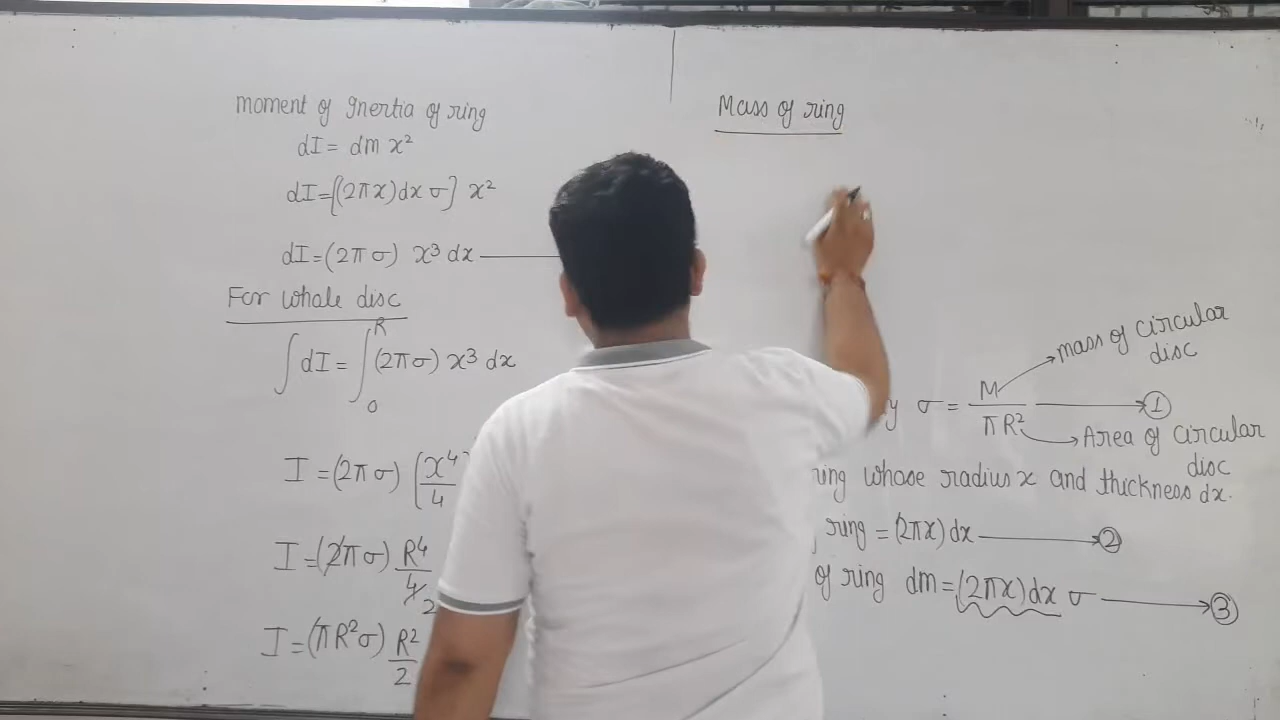 moment of Inertia of ring
dI = dm x²
dI = [(2πx)dx σ] x²
dI = (2πσ) x³ dx
For whole disc
∫dI = ∫₀ᴿ (2πσ) x³ dx
I = (2πσ) [x⁴/4
I = (2πσ) R⁴/4 2
I = (πR²σ) R²/2
Mass of ring
mass of circular
disc
y σ = M/πR² → ①
Area of circular
disc
ring whose radius x and thickness dx.
ring = (2πx)dx → ②
of ring dm = (2πx)dx σ → ③